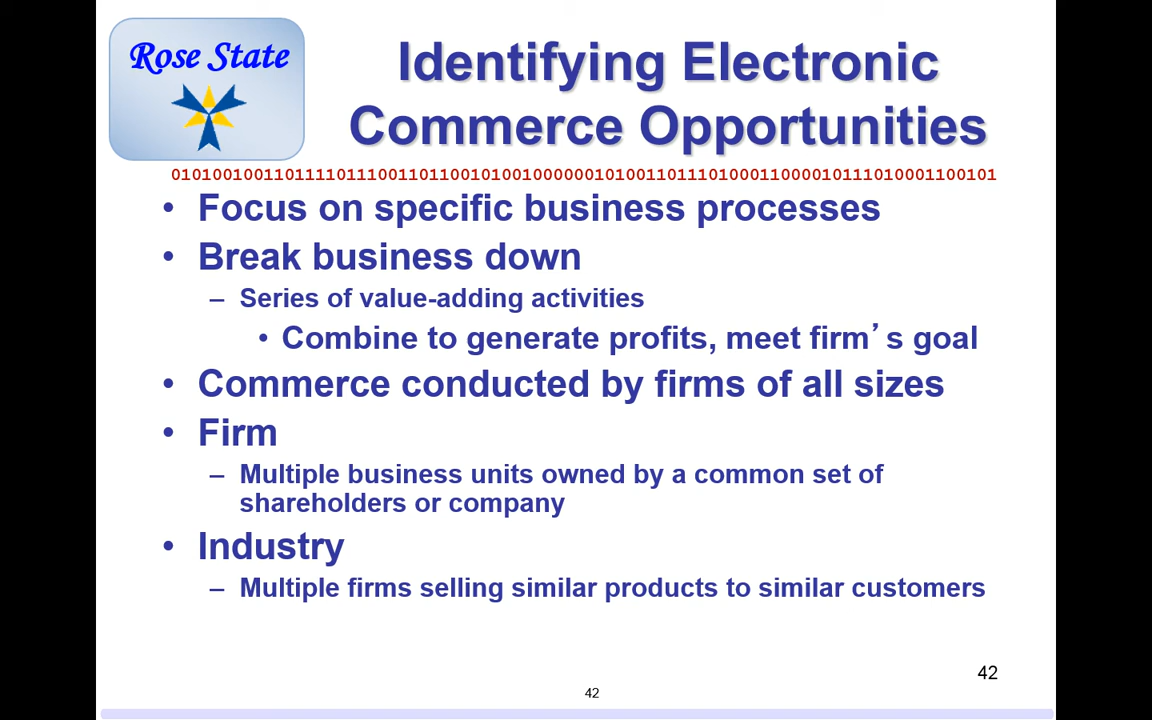 Rose State
Identifying Electronic
Commerce Opportunities
0101001001101111011100110110010100100000010100110111010001100001011101000110​0101
• Focus on specific business processes
• Break business down
– Series of value-adding activities
• Combine to generate profits, meet firm’s goal
• Commerce conducted by firms of all sizes
• Firm
– Multiple business units owned by a common set of
shareholders or company
• Industry
– Multiple firms selling similar products to similar customers
42
42